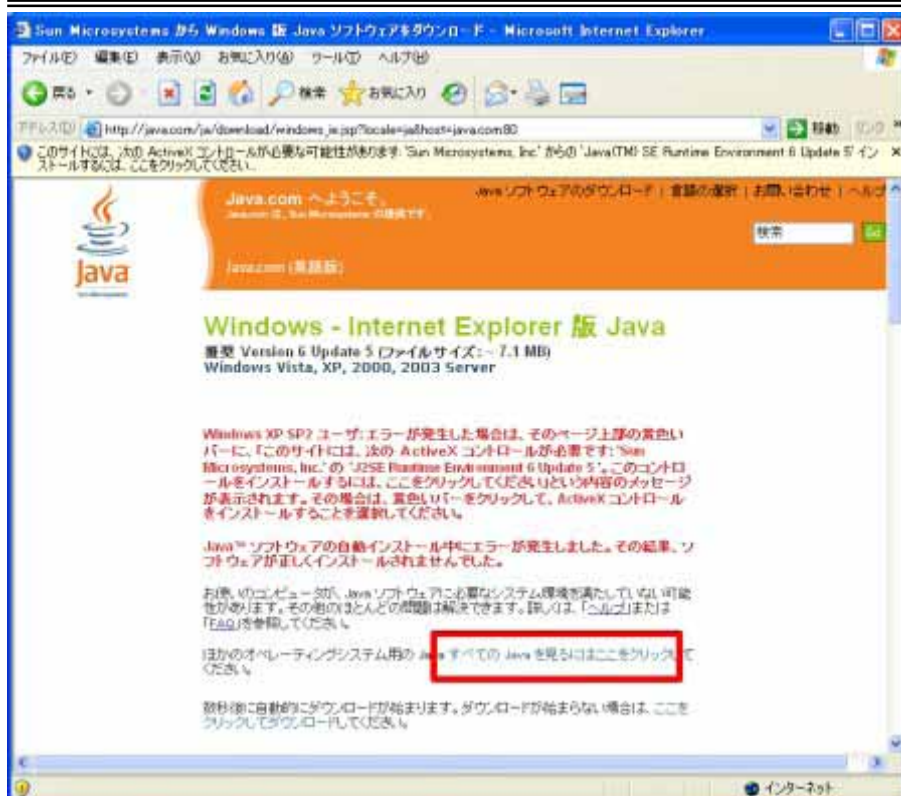 Sun Microsystems から Windows 版 Java ソフトウェアをダウンロード - Microsoft Internet Explorer
ファイル(F) 編集(E) 表示(V) お気に入り(A) ツール(T) ヘルプ(H)
戻る 検索 お気に入り
アドレス(D) http://java.com/ja/download/windows_ie.jsp?locale=ja&host=java.com:80 移動 リンク
このサイトには、次の ActiveX コントロールが必要な可能性があります: 'Sun Microsystems, Inc.' からの 'Java(TM) SE Runtime Environment 6 Update 5' イン
ストールするには、ここをクリックしてください...
Java ソフトウェアのダウンロード | 言語の選択 | お問い合わせ | ヘルプ
Java.com へようこそ。
Java.com は、Sun Microsystems の提供です。
検索 Go
Java
Java.com (英語版)
Windows - Internet Explorer 版 Java
推奨 Version 6 Update 5 (ファイルサイズ: ~ 7.1 MB)
Windows Vista, XP, 2000, 2003 Server
Windows XP SP2 ユーザ: エラーが発生した場合は、そのページ上部の黄色い
バーに、「このサイトには、次の ActiveX コントロールが必要です: 'Sun
Microsystems, Inc.' の 'J2SE Runtime Environment 6 Update 5'。このコントロ
ールをインストールするには、ここをクリックしてください」という内容のメッセージ
が表示されます。その場合は、黄色いバーをクリックして、ActiveX コントロール
をインストールすることを選択してください。
Java™ ソフトウェアの自動インストール中にエラーが発生しました。その結果、ソ
フトウェアが正しくインストールされませんでした。
お使いのコンピュータが、Java ソフトウェアに必要なシステム環境を満たしていない可能
性があります。その他のほとんどの問題は解決できます。詳しくは、「ヘルプ」または
「FAQ」を参照してください。
ほかのオペレーティングシステム用の Java すべての Java を見るにはここをクリックして
ください。
数秒後に自動的にダウンロードが始まります。ダウンロードが始まらない場合は、ここを
クリックしてダウンロードしてください。
インターネット